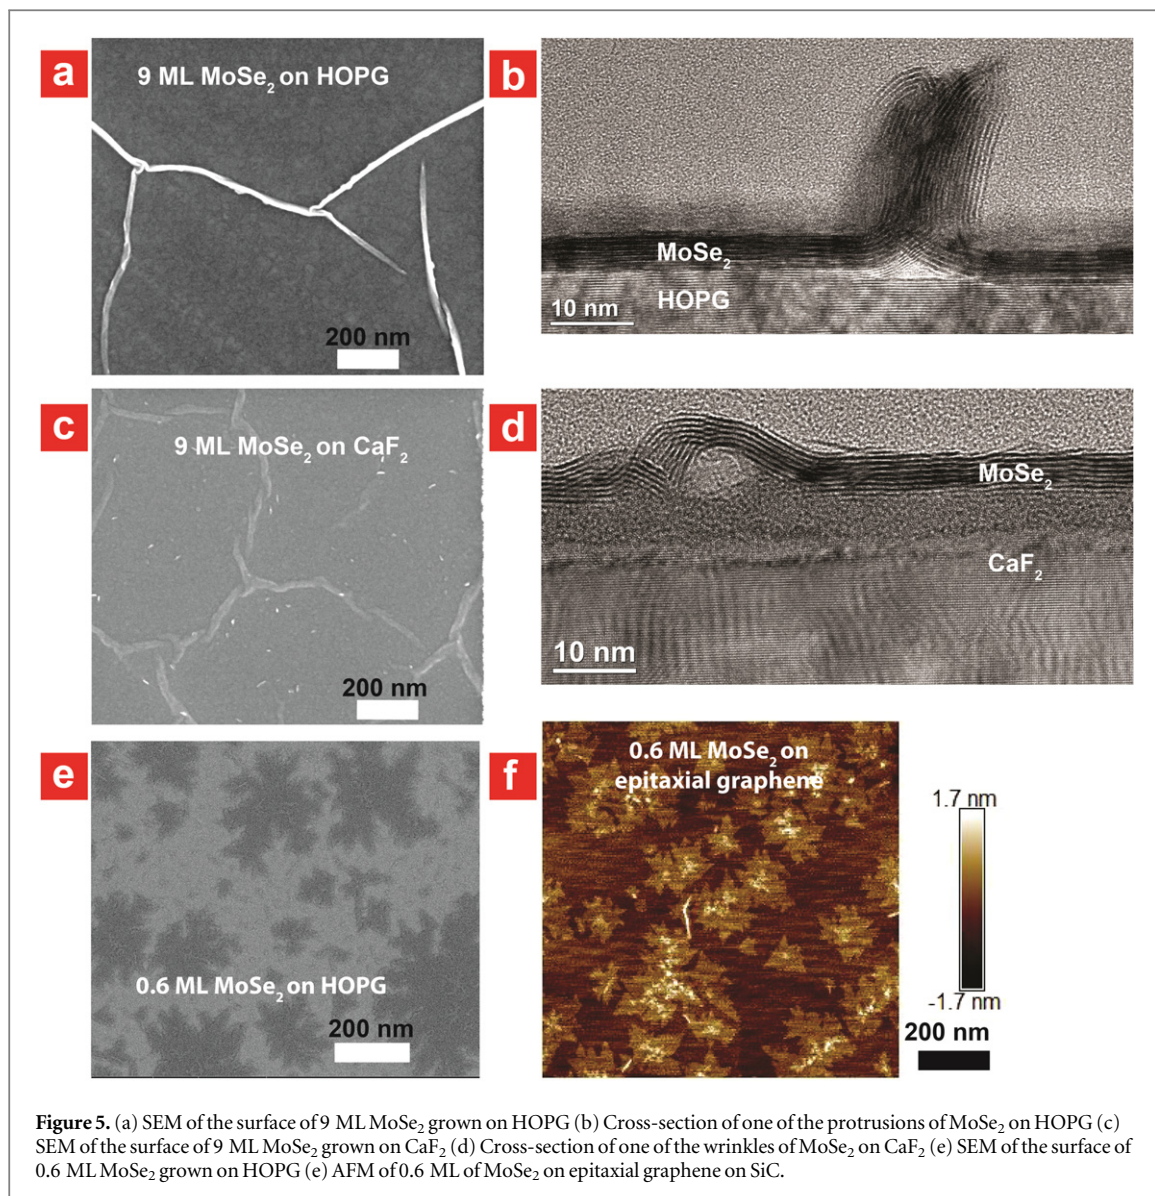 a
9 ML MoSe₂ on HOPG
200 nm
b
MoSe₂
HOPG
10 nm
c
9 ML MoSe₂ on CaF₂
200 nm
d
MoSe₂
CaF₂
10 nm
e
0.6 ML MoSe₂ on HOPG
200 nm
f
0.6 ML MoSe₂ on
epitaxial graphene
1.7 nm
-1.7 nm
200 nm
Figure 5. (a) SEM of the surface of 9 ML MoSe₂ grown on HOPG (b) Cross-section of one of the protrusions of MoSe₂ on HOPG (c)
SEM of the surface of 9 ML MoSe₂ grown on CaF₂ (d) Cross-section of one of the wrinkles of MoSe₂ on CaF₂ (e) SEM of the surface of
0.6 ML MoSe₂ grown on HOPG (e) AFM of 0.6 ML of MoSe₂ on epitaxial graphene on SiC.